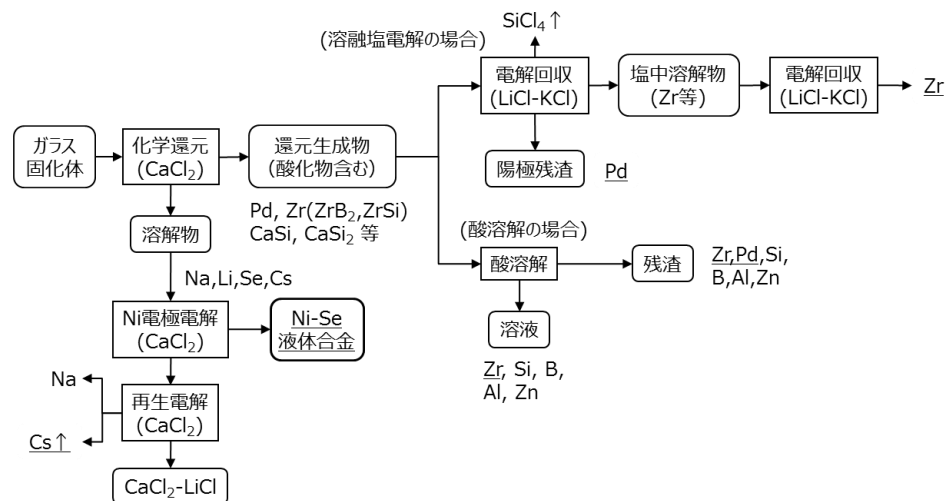 SiCl₄↑
(溶融塩電解の場合)
電解回収
(LiCl-KCl)
塩中溶解物
(Zr等)
電解回収
(LiCl-KCl)
Zr
ガラス
固化体
化学還元
(CaCl₂)
還元生成物
(酸化物含む)
陽極残渣
Pd
Pd, Zr(ZrB₂,ZrSi)
CaSi, CaSi₂ 等
溶解物
(酸溶解の場合)
酸溶解
残渣
Zr,Pd,Si,
B,Al,Zn
Na,Li,Se,Cs
Ni電極電解
(CaCl₂)
Ni-Se
液体合金
溶液
Zr, Si, B,
Al, Zn
Na
再生電解
(CaCl₂)
Cs↑
CaCl₂-LiCl